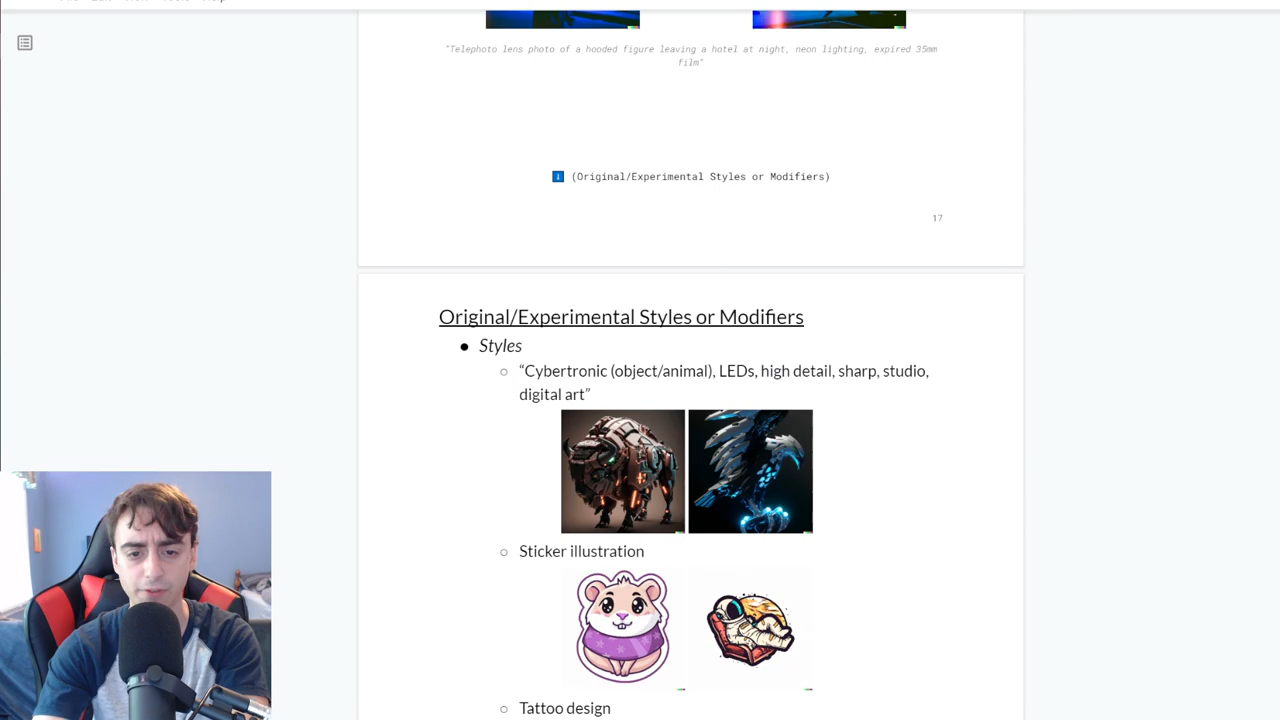 "Telephoto lens photo of a hooded figure leaving a hotel at night, neon lighting, expired 35mm
film"
(Original/Experimental Styles or Modifiers)
17
Original/Experimental Styles or Modifiers
● Styles
○ “Cybertronic (object/animal), LEDs, high detail, sharp, studio,
digital art”
○ Sticker illustration
○ Tattoo design